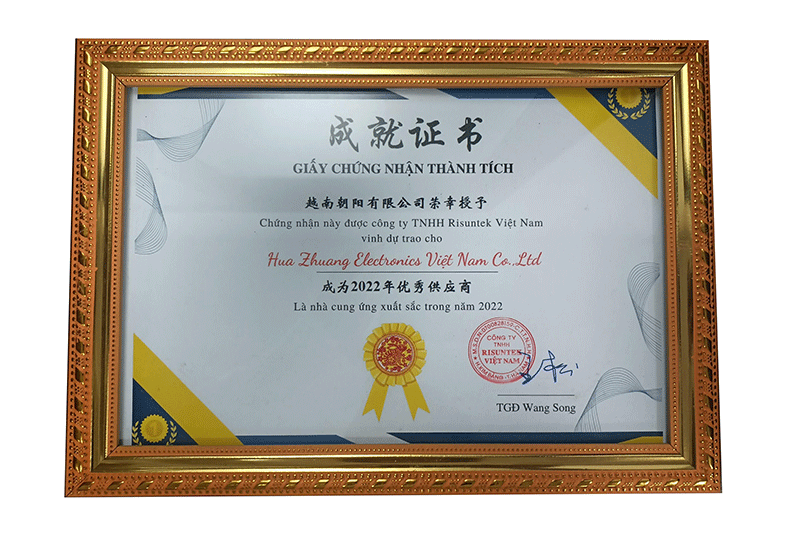 成就证书
GIẤY CHỨNG NHẬN THÀNH TÍCH
越南朝阳有限公司荣幸授予
Chứng nhận này được công ty TNHH Risuntek Việt Nam
vinh dự trao cho
Hua Zhuang Electronics Việt Nam Co.,Ltd
成为2022年优秀供应商
Là nhà cung ứng xuất sắc trong năm 2022
CÔNG TY
TNHH
RISUNTEK
VIỆT NAM
TGĐ Wang Song
1